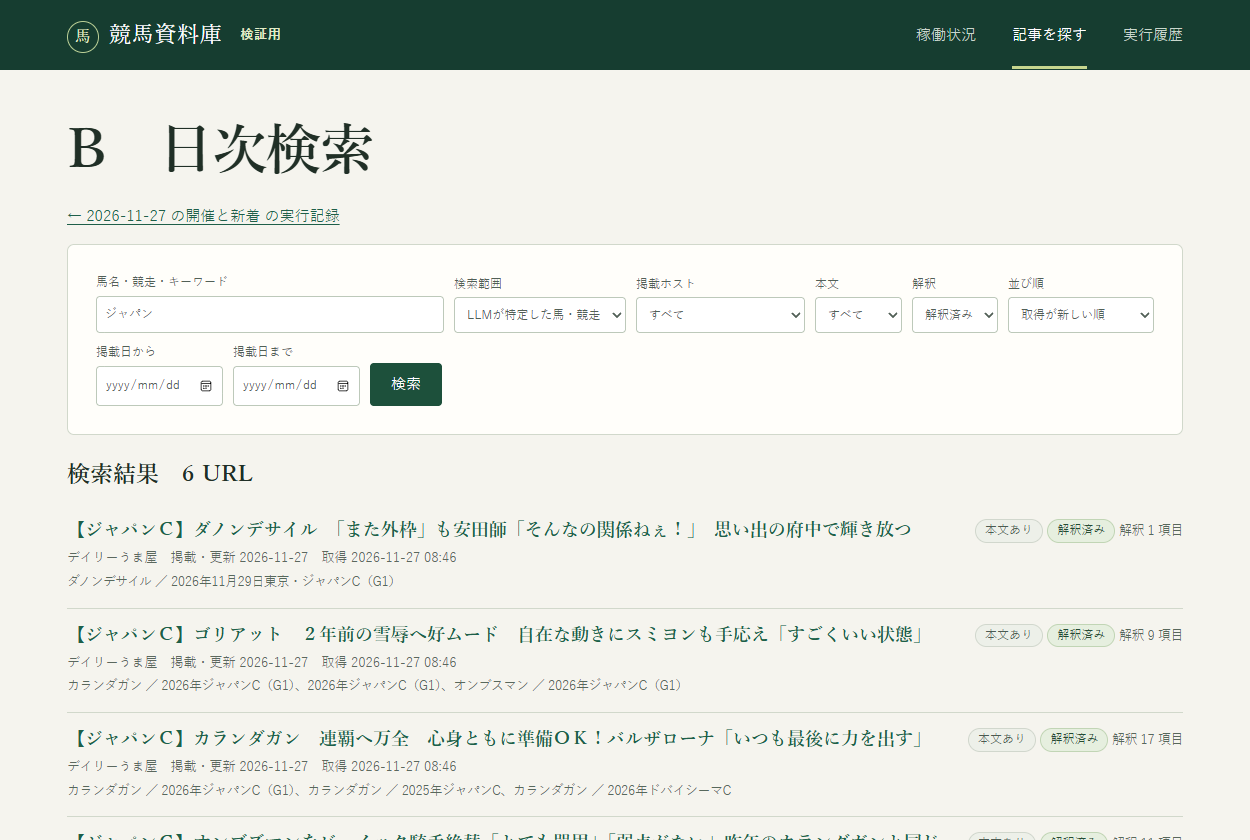 馬 競馬資料庫 検証用 稼働状況 記事を探す 実行履歴
B 日次検索
← 2026-11-27 の開催と新着 の実行記録
馬名・競走・キーワード 検索範囲 掲載ホスト 本文 解釈 並び順
ジャパン LLMが特定した馬・競走 すべて すべて 解釈済み 取得が新しい順
掲載日から 掲載日まで
yyyy/mm/dd yyyy/mm/dd 検索
検索結果 6 URL
【ジャパンＣ】ダノンデサイル 「また外枠」も安田師「そんなの関係ねぇ！」 思い出の府中で輝き放つ 本文あり 解釈済み 解釈 1 項目
デイリーうま屋 掲載・更新 2026-11-27 取得 2026-11-27 08:46
ダノンデサイル ／ 2026年11月29日東京・ジャパンC（G1）
【ジャパンＣ】ゴリアット ２年前の雪辱へ好ムード 自在な動きにスミヨンも手応え「すごくいい状態」 本文あり 解釈済み 解釈 9 項目
デイリーうま屋 掲載・更新 2026-11-27 取得 2026-11-27 08:46
カランダガン ／ 2026年ジャパンC（G1）、2026年ジャパンC（G1）、オンブズマン ／ 2026年ジャパンC（G1）
【ジャパンＣ】カランダガン 連覇へ万全 心身ともに準備ＯＫ！バルザローナ「いつも最後に力を出す」 本文あり 解釈済み 解釈 17 項目
デイリーうま屋 掲載・更新 2026-11-27 取得 2026-11-27 08:46
カランダガン ／ 2026年ジャパンC（G1）、カランダガン ／ 2025年ジャパンC、カランダガン ／ 2026年ドバイシーマC